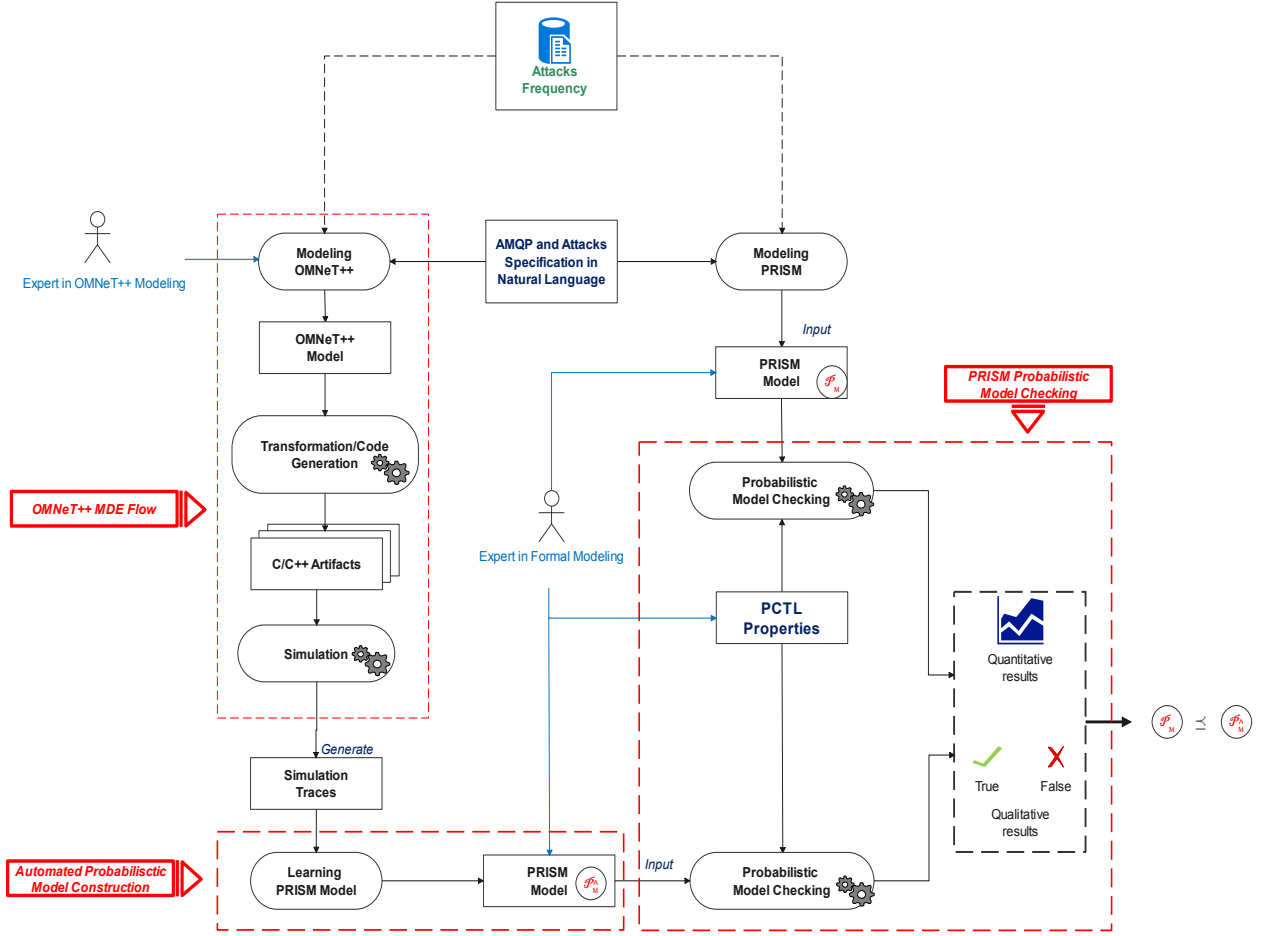 Attacks
Frequency
Expert in OMNeT++ Modeling
Modeling
OMNeT++
AMQP and Attacks
Specification in
Natural Language
Modeling
PRISM
Input
OMNeT++
Model
PRISM
Model
𝒫
M
PRISM Probabilistic
Model Checking
Transformation/Code
Generation
Probabilistic
Model Checking
OMNeT++ MDE Flow
C/C++ Artifacts
Expert in Formal Modeling
PCTL
Properties
Simulation
Quantitative
results
Generate
Simulation
Traces
True
False
Qualitative
results
𝒫
M
⪯
𝒫^
M
Automated Probabilisctic
Model Construction
Learning
PRISM Model
PRISM
Model
𝒫^
M
Input
Probabilistic
Model Checking